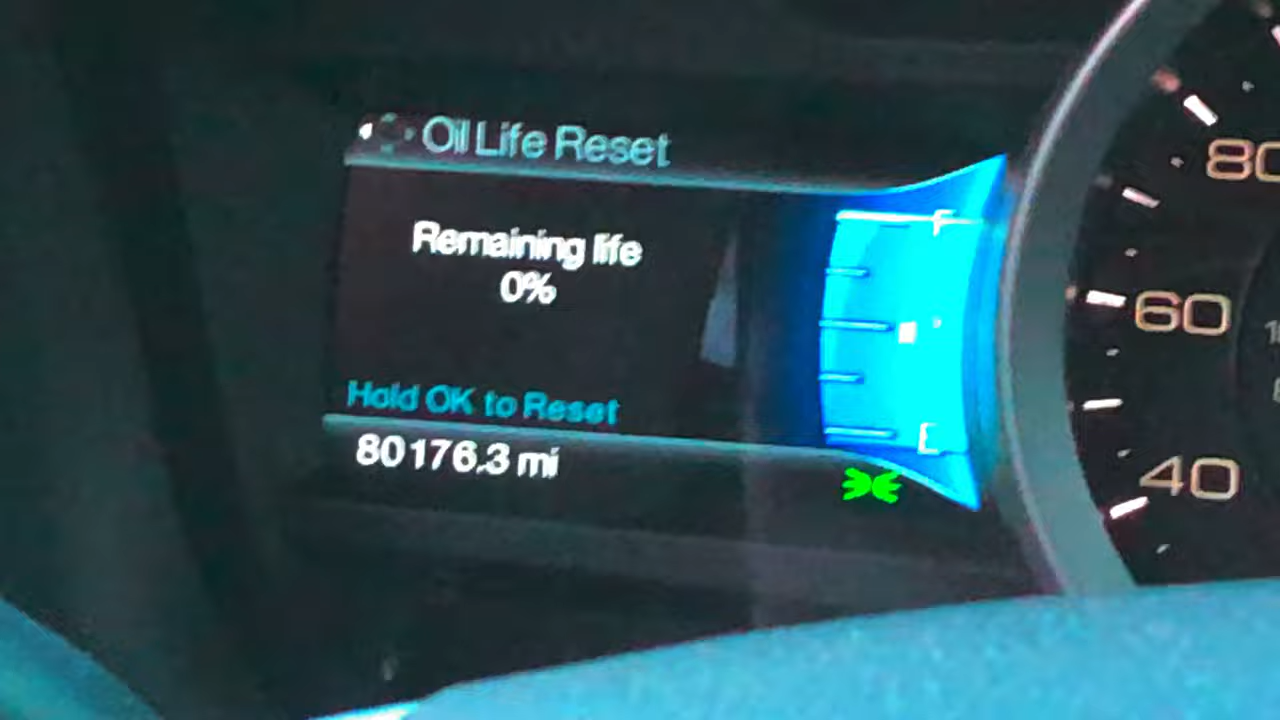 Oil Life Reset
Remaining life
0%
Hold OK to Reset
80176.3 mi
80
60
40